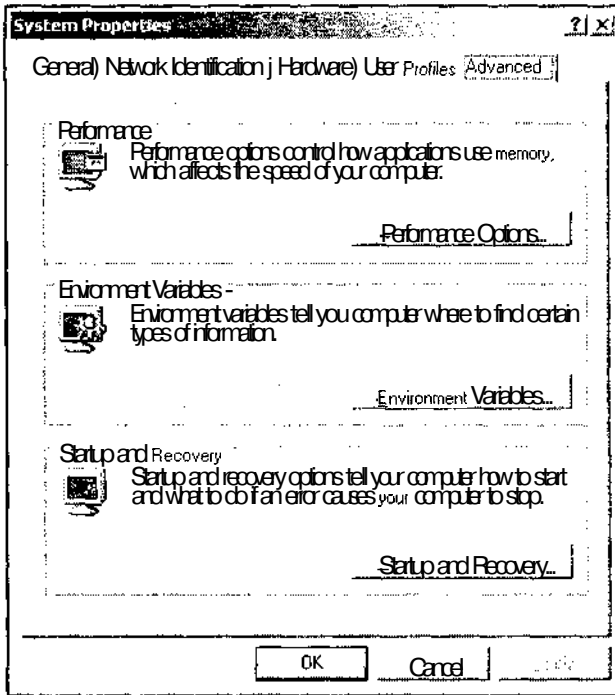 System Properties ?| x|
General) Network Identification j Hardware) User Profiles Advanced
Performance
Performance options control how applications use memory,
which affects the speed of your computer.
Performance Options...
Environment Variables -
Environment variables tell you computer where to find certain
types of information.
Environment Variables...
Startup and Recovery
Startup and recovery options tell your computer how to start
and what to do if an error causes your computer to stop.
Startup and Recovery...
OK Cancel